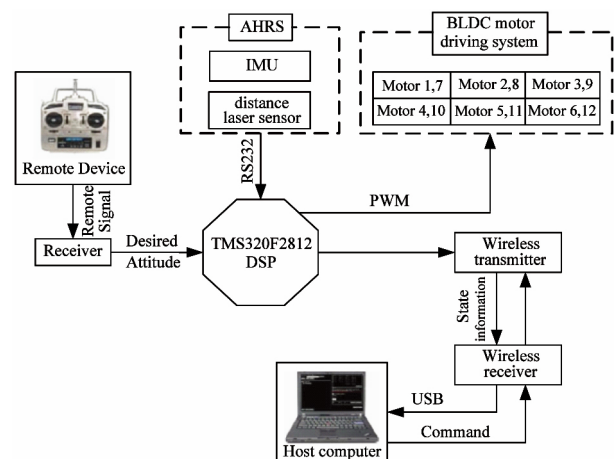 AHRS
IMU
distance
laser sensor
BLDC motor
driving system
Motor 1,7
Motor 2,8
Motor 3,9
Motor 4,10
Motor 5,11
Motor 6,12
Remote Device
Remote
Signal
RS232
PWM
Receiver
Desired
Attitude
TMS320F2812
DSP
Wireless
transmitter
State
information
Wireless
receiver
USB
Command
Host computer